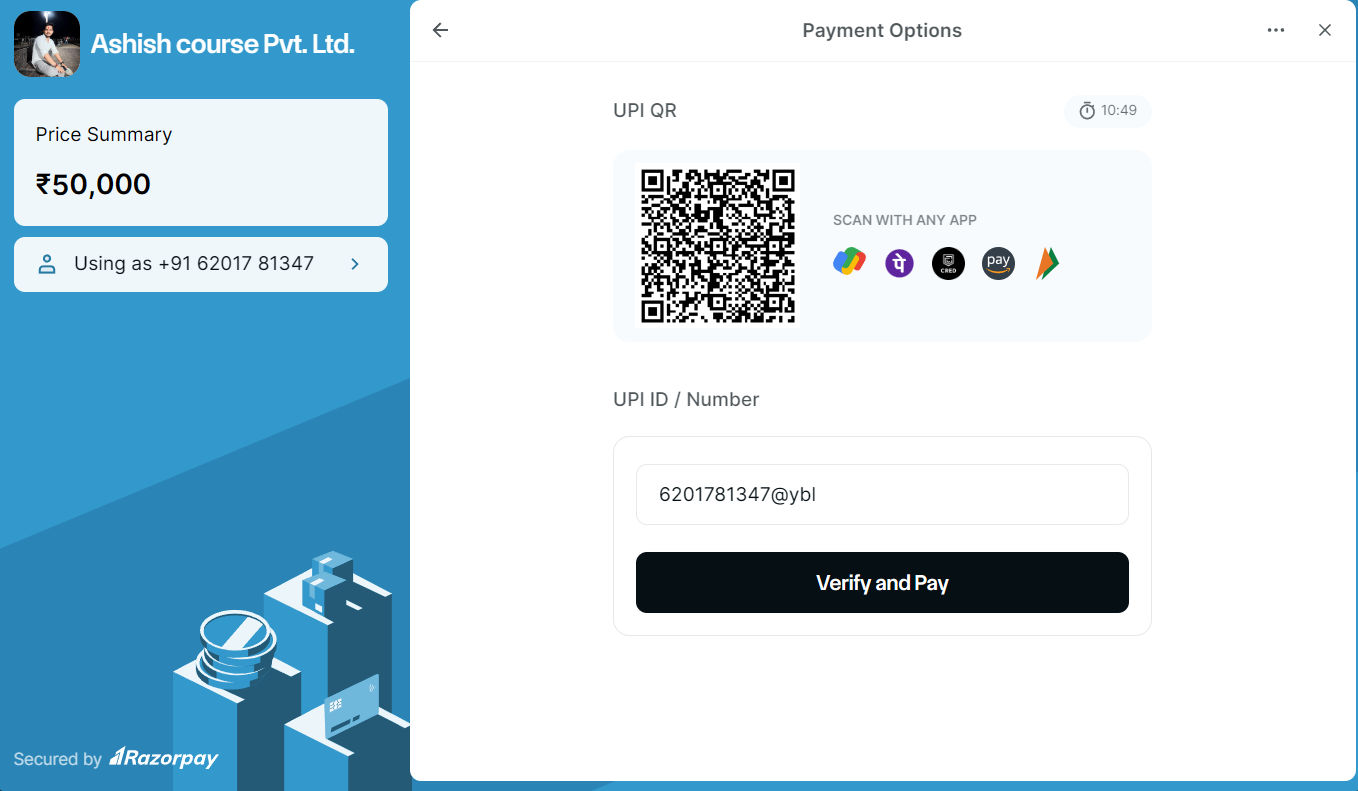 Ashish course Pvt. Ltd.
Price Summary
₹50,000
Using as +91 62017 81347
Secured by Razorpay
Payment Options
UPI QR
10:49
SCAN WITH ANY APP
पे
CRED
pay
UPI ID / Number
6201781347@ybl
Verify and Pay